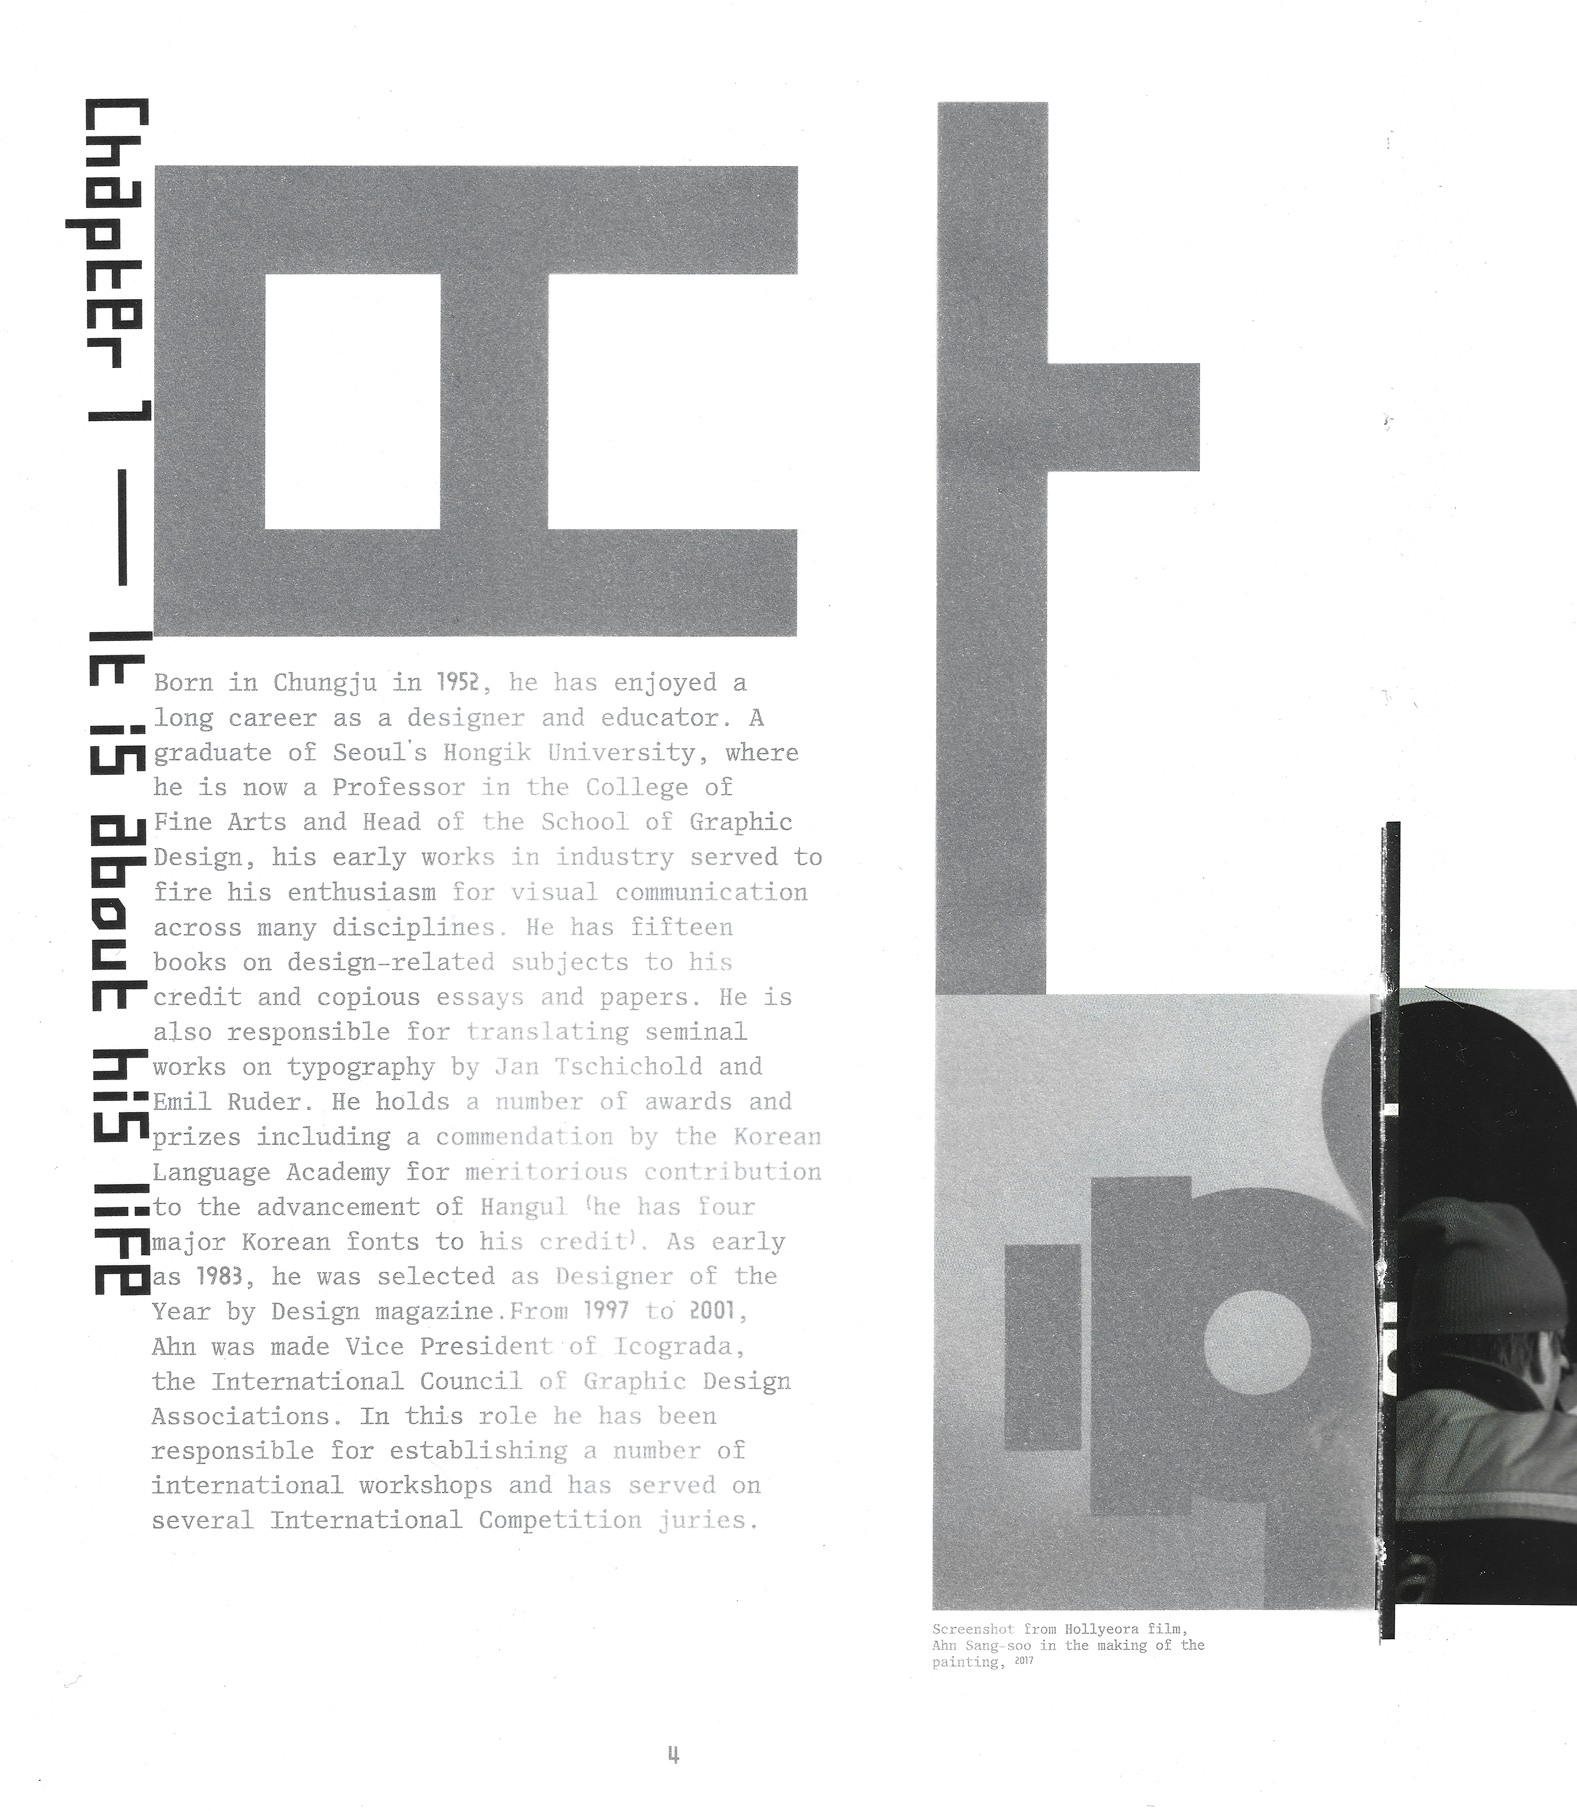 Chapter 1 — It is about his life
Born in Chungju in 1952, he has enjoyed a
long career as a designer and educator. A
graduate of Seoul's Hongik University, where
he is now a Professor in the College of
Fine Arts and Head of the School of Graphic
Design, his early works in industry served to
fire his enthusiasm for visual communication
across many disciplines. He has fifteen
books on design-related subjects to his
credit and copious essays and papers. He is
also responsible for translating seminal
works on typography by Jan Tschichold and
Emil Ruder. He holds a number of awards and
prizes including a commendation by the Korean
Language Academy for meritorious contribution
to the advancement of Hangul (he has four
major Korean fonts to his credit). As early
as 1983, he was selected as Designer of the
Year by Design magazine.From 1997 to 2001,
Ahn was made Vice President of Icograda,
the International Council of Graphic Design
Associations. In this role he has been
responsible for establishing a number of
international workshops and has served on
several International Competition juries.
Screenshot from Hollyeora film,
Ahn Sang-soo in the making of the
painting, 2017
4